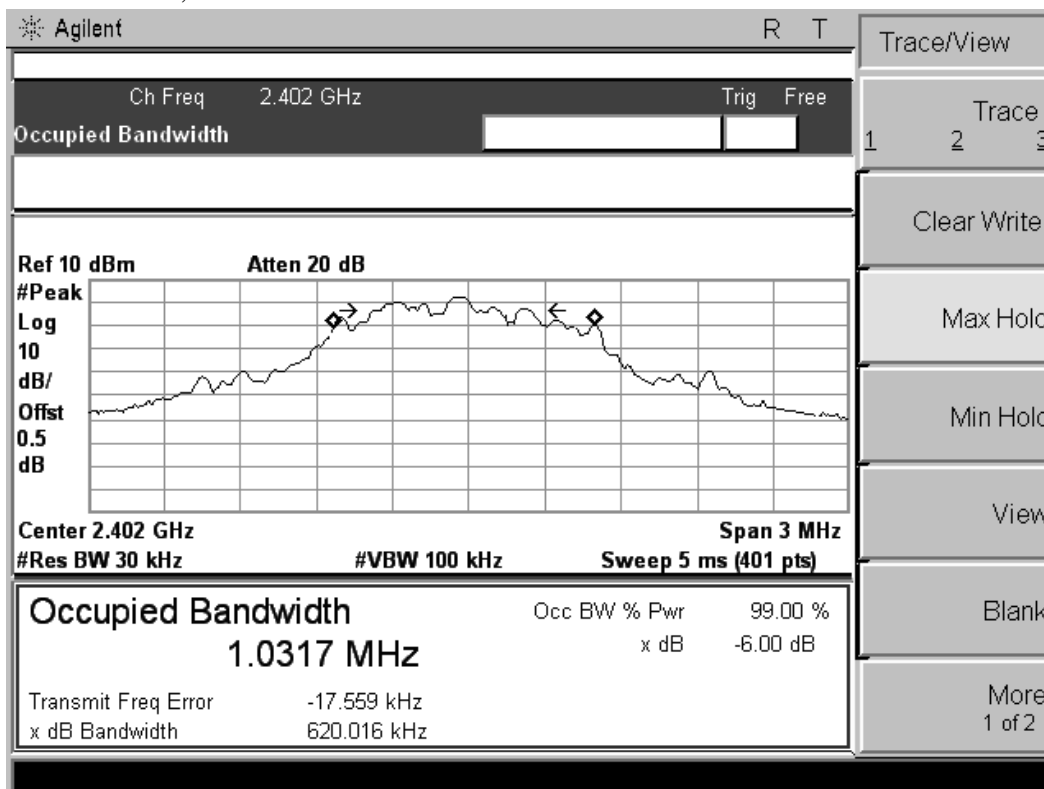 Agilent R T
Trace/View
Ch Freq 2.402 GHz Trig Free
Occupied Bandwidth
Trace
1 2 3
Clear Write
Ref 10 dBm Atten 20 dB
#Peak
Log
10
dB/
Offst
0.5
dB
Max Hold
Min Hold
Center 2.402 GHz Span 3 MHz
#Res BW 30 kHz #VBW 100 kHz Sweep 5 ms (401 pts)
View
Occupied Bandwidth Occ BW % Pwr 99.00 %
1.0317 MHz x dB -6.00 dB
Blank
Transmit Freq Error -17.559 kHz
x dB Bandwidth 620.016 kHz
More
1 of 2